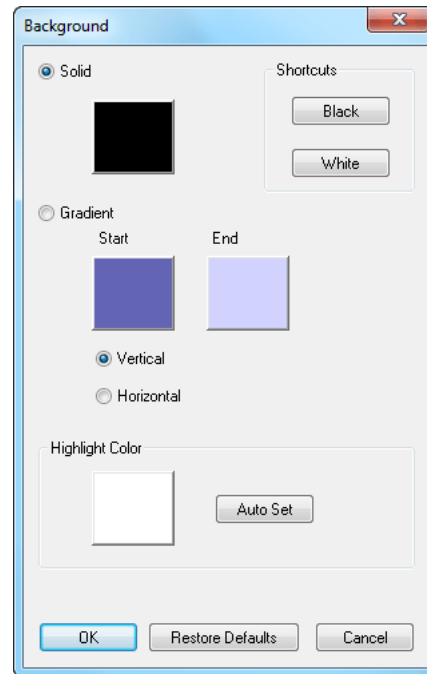 Background
Solid
Shortcuts
Black
White
Gradient
Start End
Vertical
Horizontal
Highlight Color
Auto Set
OK Restore Defaults Cancel